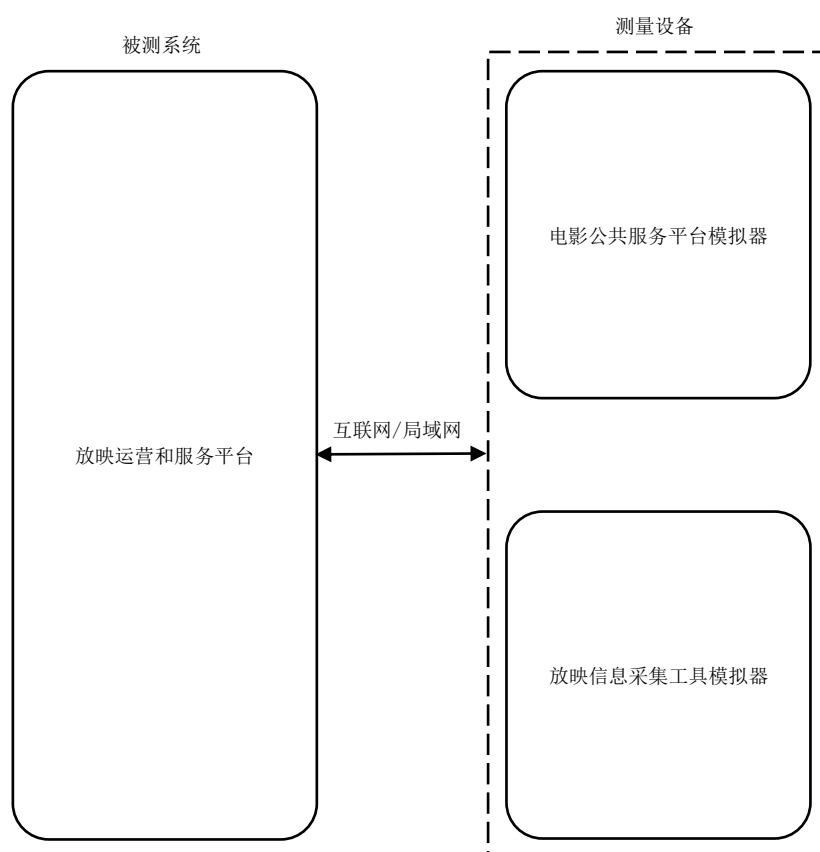 被测系统
测量设备
电影公共服务平台模拟器
互联网/局域网
放映运营和服务平台
放映信息采集工具模拟器